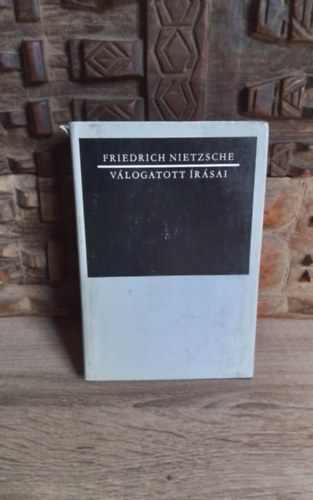 FRIEDRICH NIETZSCHE
VÁLOGATOTT ÍRÁSAI